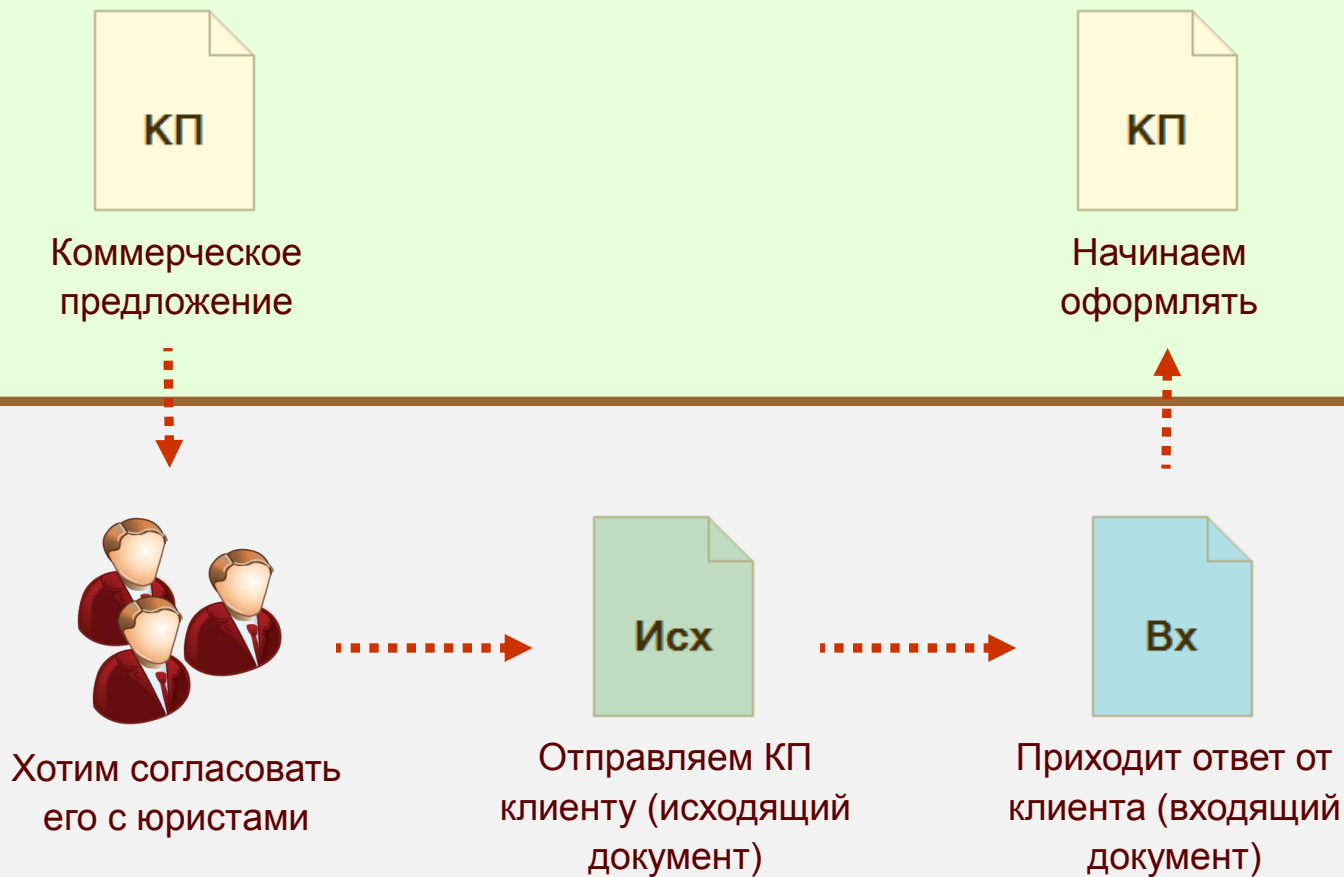 КП
Коммерческое
предложение
КП
Начинаем
оформлять
Хотим согласовать
его с юристами
Исх
Отправляем КП
клиенту (исходящий
документ)
Вх
Приходит ответ от
клиента (входящий
документ)